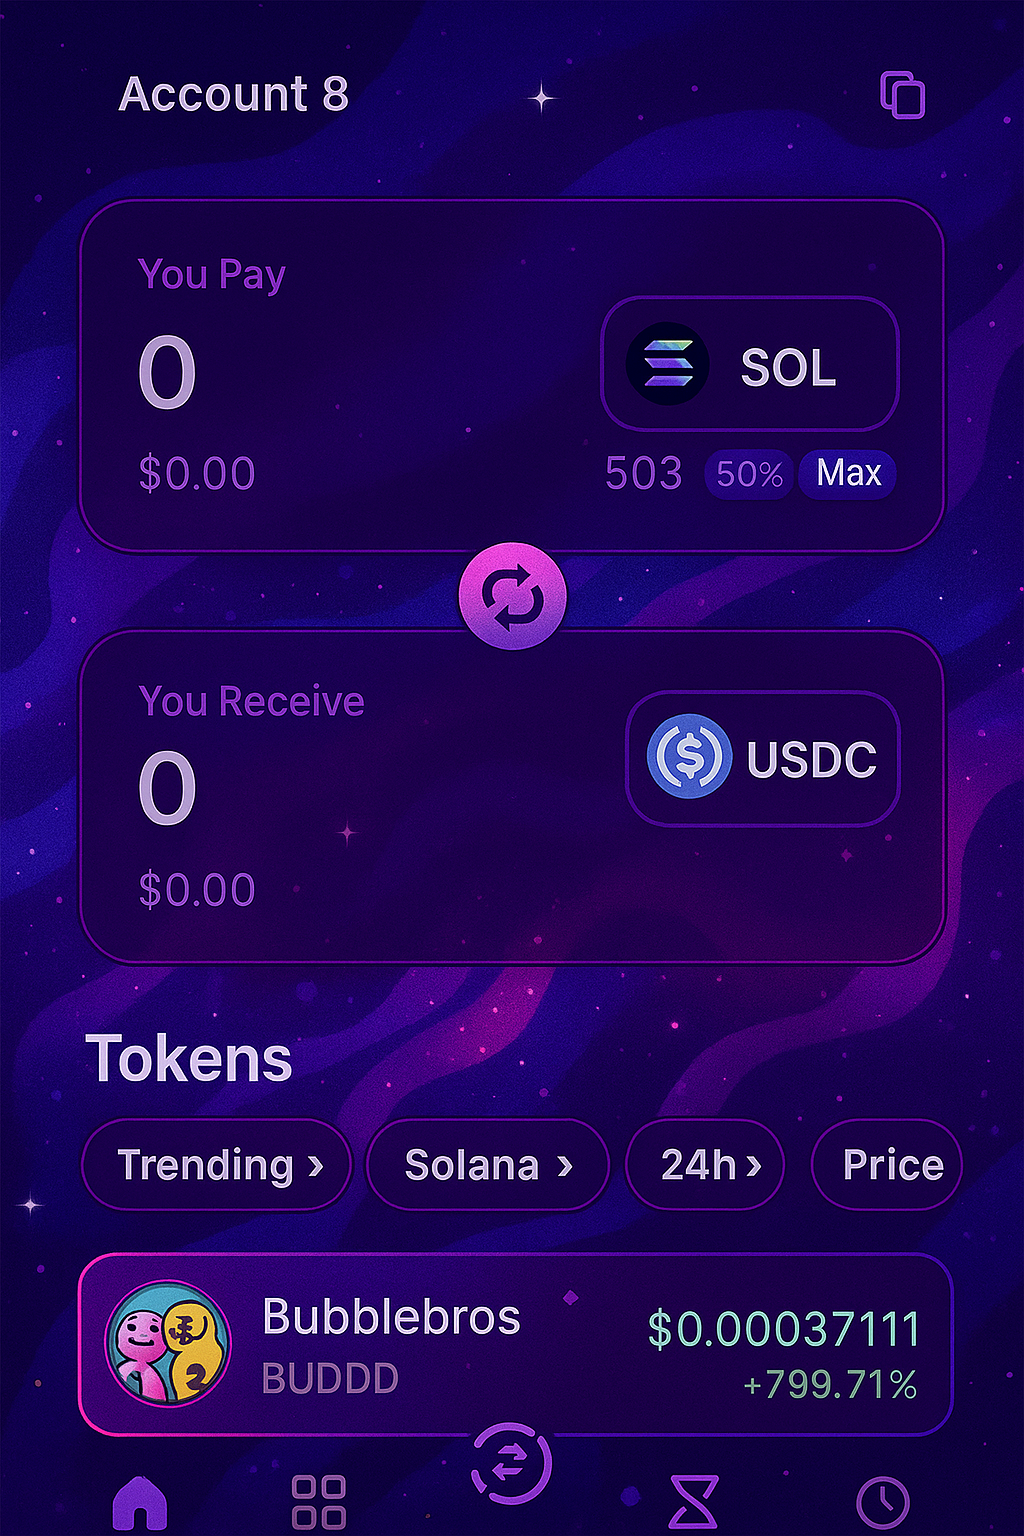 Account 8
You Pay
0
SOL
$0.00
503 50% Max
You Receive
0
USDC
$0.00
Tokens
Trending › Solana › 24h › Price
Bubblebros
$0.00037111
BUDDD
+799.71%